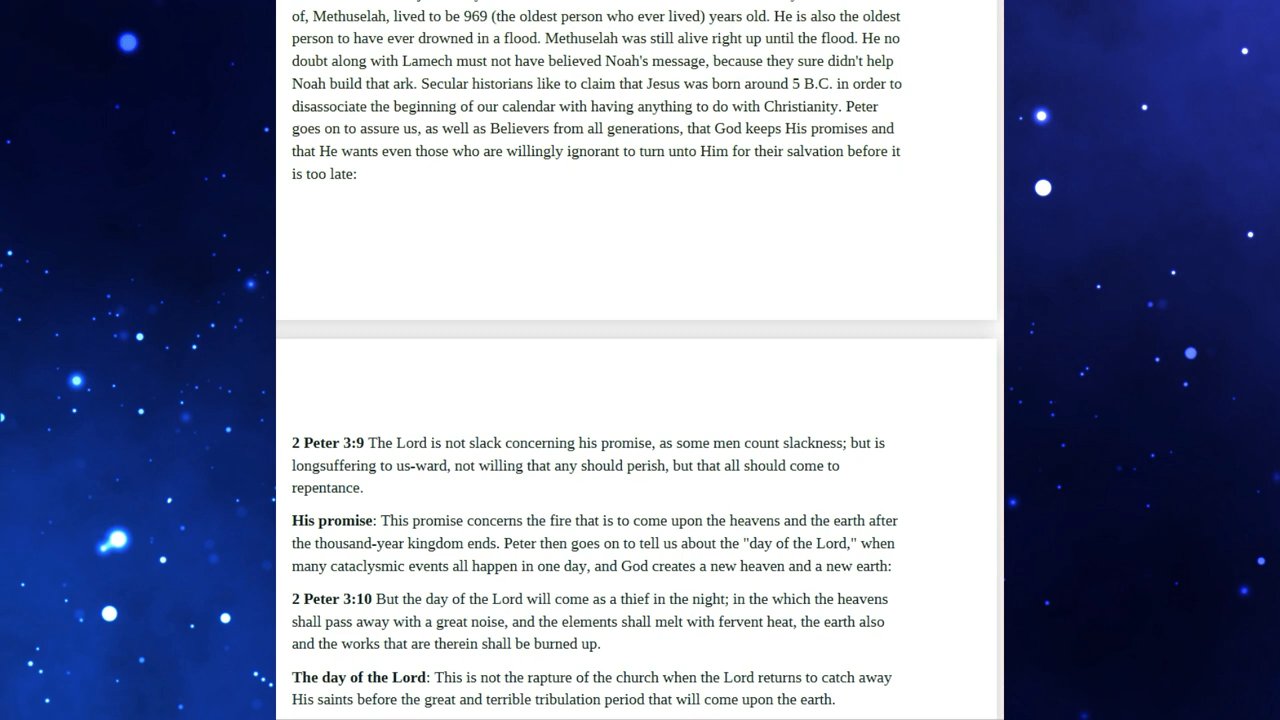 of, Methuselah, lived to be 969 (the oldest person who ever lived) years old. He is also the oldest
person to have ever drowned in a flood. Methuselah was still alive right up until the flood. He no
doubt along with Lamech must not have believed Noah's message, because they sure didn't help
Noah build that ark. Secular historians like to claim that Jesus was born around 5 B.C. in order to
disassociate the beginning of our calendar with having anything to do with Christianity. Peter
goes on to assure us, as well as Believers from all generations, that God keeps His promises and
that He wants even those who are willingly ignorant to turn unto Him for their salvation before it
is too late:
2 Peter 3:9 The Lord is not slack concerning his promise, as some men count slackness; but is
longsuffering to us-ward, not willing that any should perish, but that all should come to
repentance.
His promise: This promise concerns the fire that is to come upon the heavens and the earth after
the thousand-year kingdom ends. Peter then goes on to tell us about the "day of the Lord," when
many cataclysmic events all happen in one day, and God creates a new heaven and a new earth:
2 Peter 3:10 But the day of the Lord will come as a thief in the night; in the which the heavens
shall pass away with a great noise, and the elements shall melt with fervent heat, the earth also
and the works that are therein shall be burned up.
The day of the Lord: This is not the rapture of the church when the Lord returns to catch away
His saints before the great and terrible tribulation period that will come upon the earth.